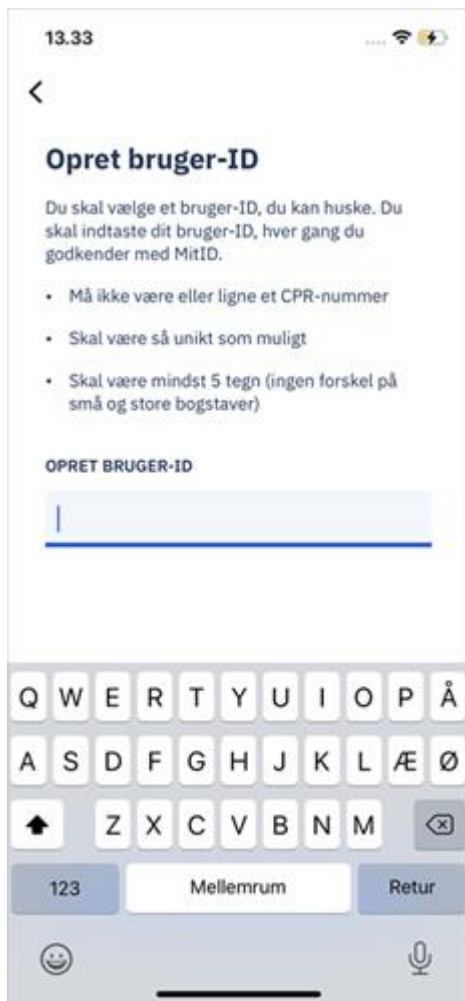 13.33
Opret bruger-ID
Du skal vælge et bruger-ID, du kan huske. Du
skal indtaste dit bruger-ID, hver gang du
godkender med MitID.
• Må ikke være eller ligne et CPR-nummer
• Skal være så unikt som muligt
• Skal være mindst 5 tegn (ingen forskel på
små og store bogstaver)
OPRET BRUGER-ID
Q W E R T Y U I O P Å
A S D F G H J K L Æ Ø
Z X C V B N M
123 Mellemrum Retur